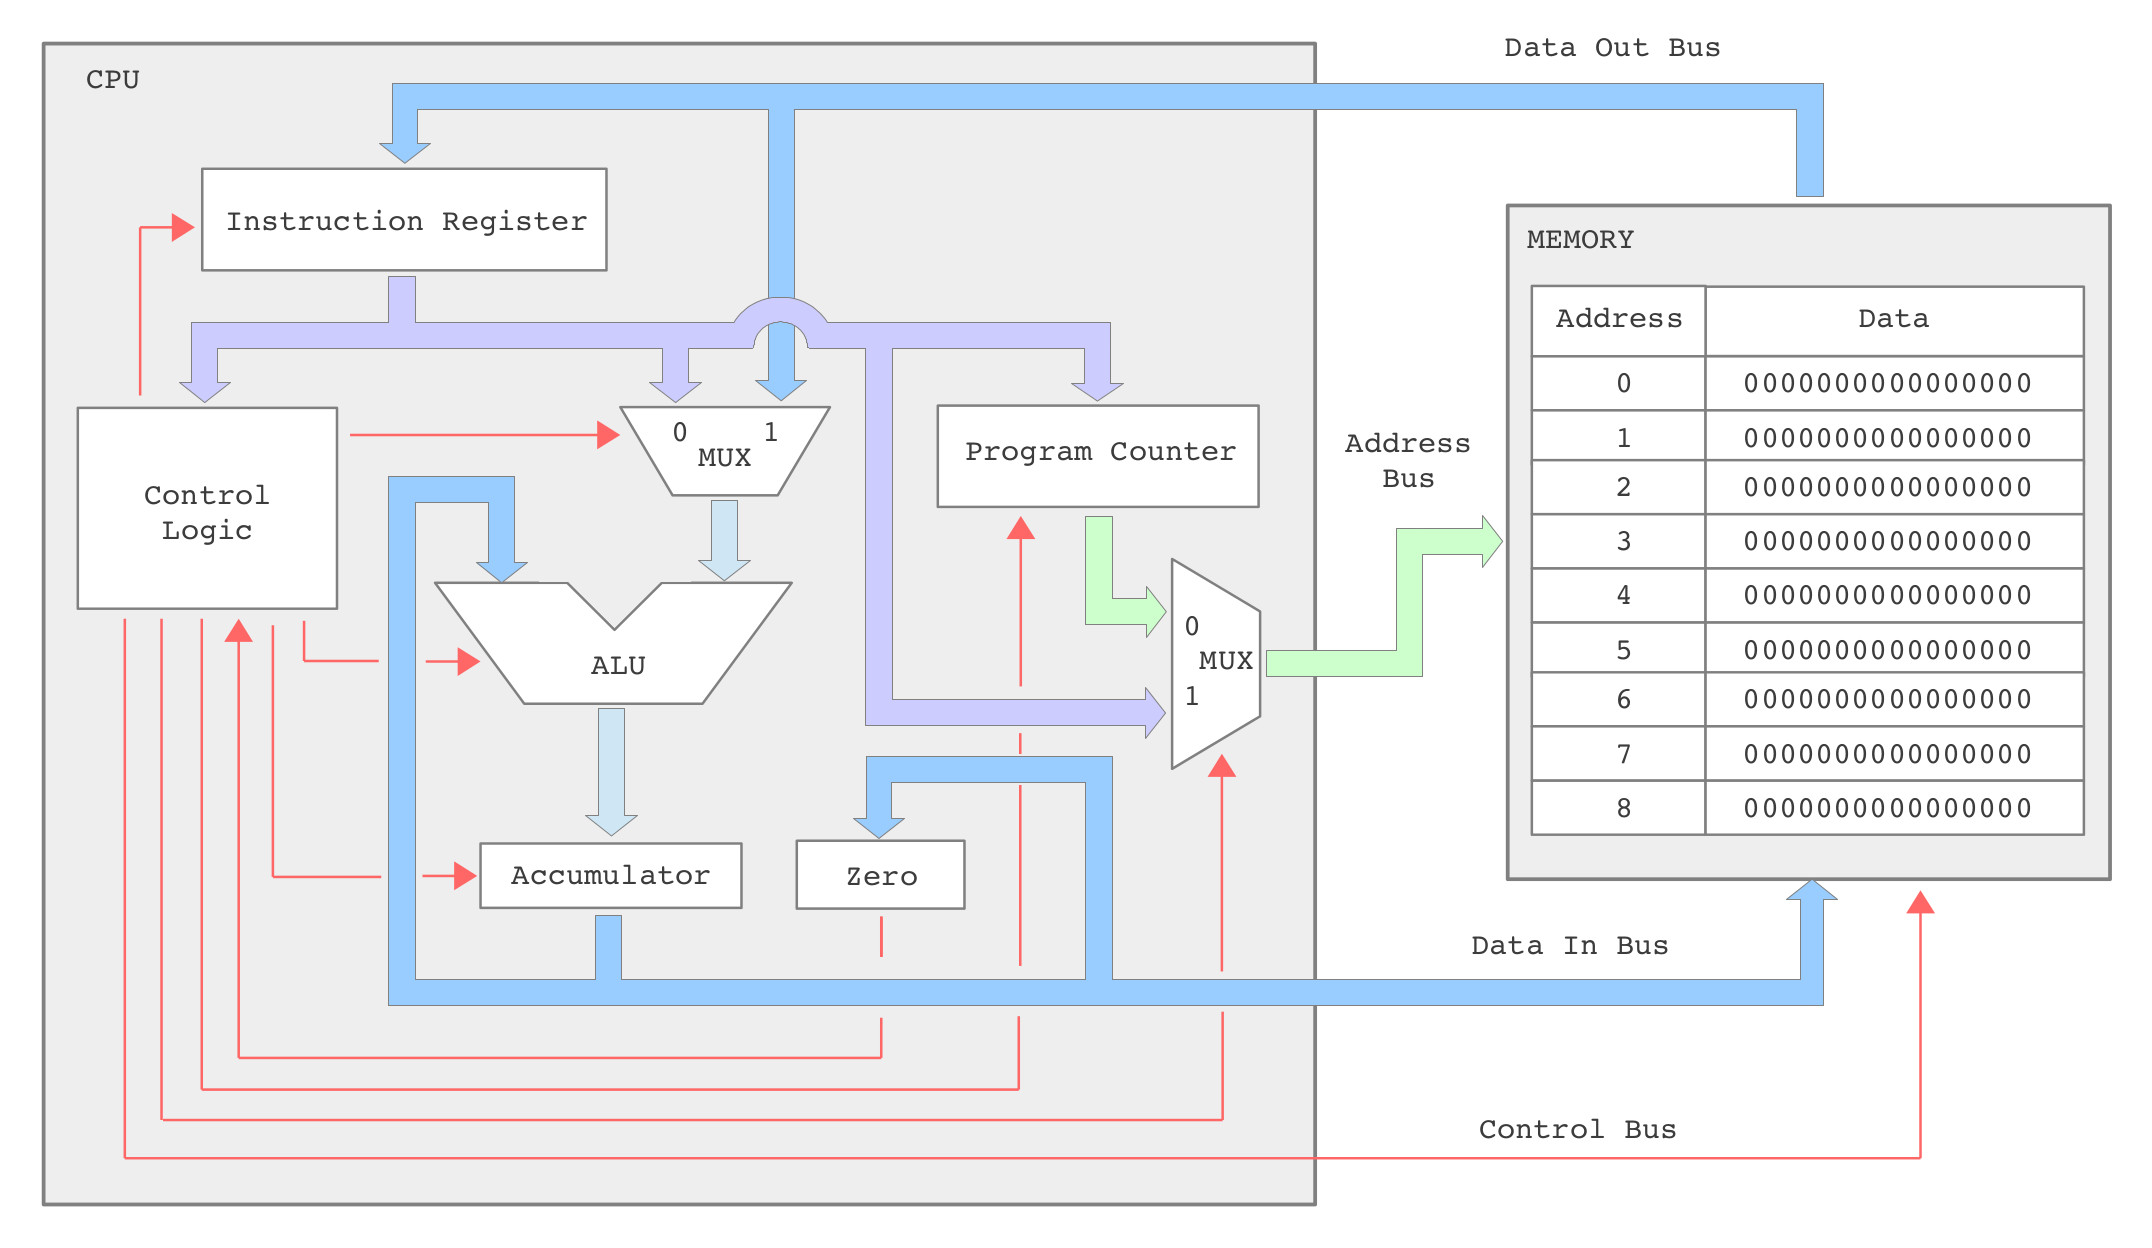 Data Out Bus
CPU
Instruction Register
MEMORY
Address Data
0 0000000000000000
1 0000000000000000
2 0000000000000000
3 0000000000000000
4 0000000000000000
5 0000000000000000
6 0000000000000000
7 0000000000000000
8 0000000000000000
0 1
MUX
Program Counter
Address
Bus
Control
Logic
0
MUX
1
ALU
Accumulator
Zero
Data In Bus
Control Bus